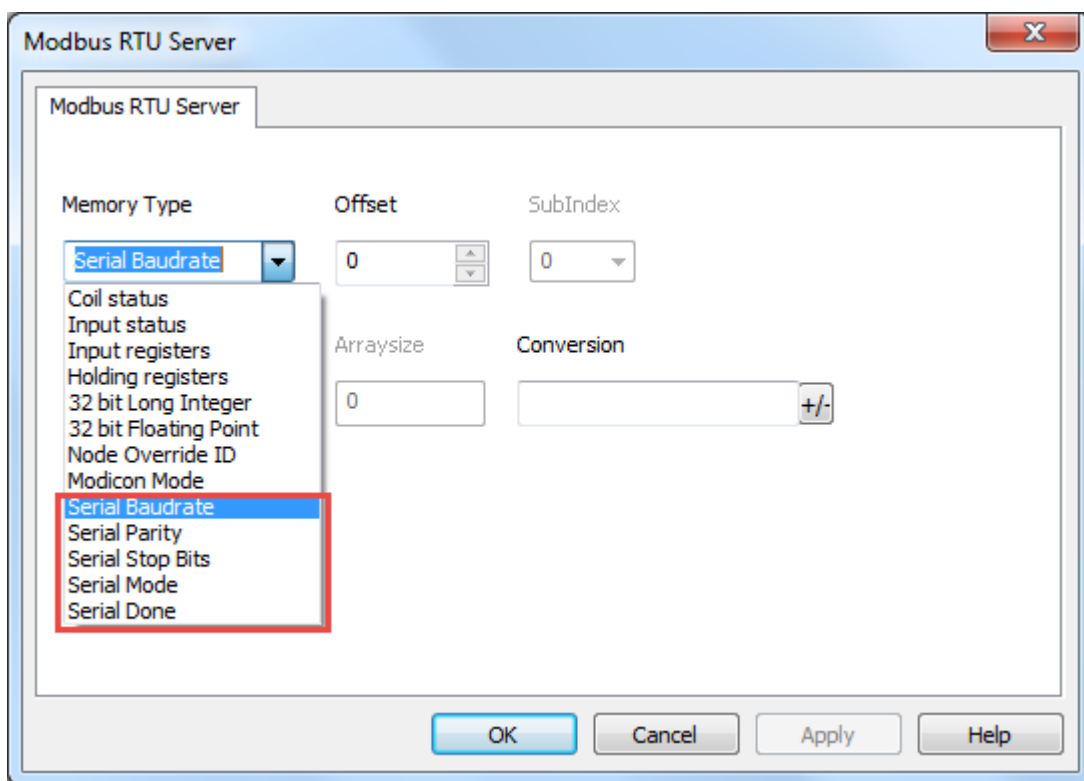 Modbus RTU Server
Modbus RTU Server
Memory Type Offset SubIndex
Serial Baudrate 0 0
Coil status
Input status
Input registers
Holding registers
32 bit Long Integer
32 bit Floating Point
Node Override ID
Modicon Mode
Serial Baudrate
Serial Parity
Serial Stop Bits
Serial Mode
Serial Done
Arraysize Conversion
0 +/-
OK Cancel Apply Help